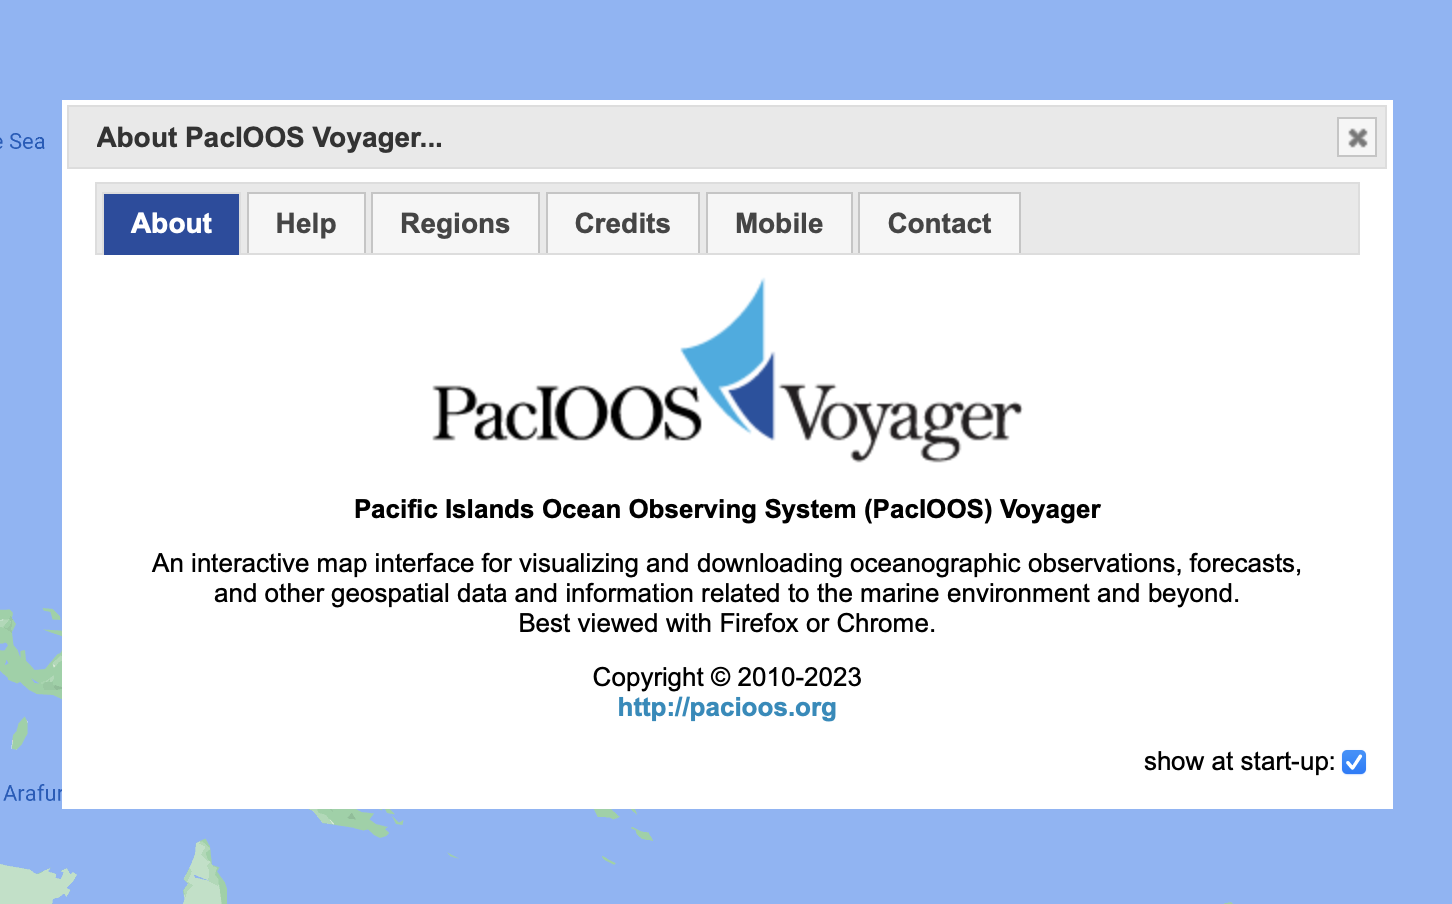 Sea
About PacIOOS Voyager...
About
Help
Regions
Credits
Mobile
Contact
PacIOOS Voyager
Pacific Islands Ocean Observing System (PacIOOS) Voyager
An interactive map interface for visualizing and downloading oceanographic observations, forecasts,
and other geospatial data and information related to the marine environment and beyond.
Best viewed with Firefox or Chrome.
Copyright © 2010-2023
http://pacioos.org
show at start-up: